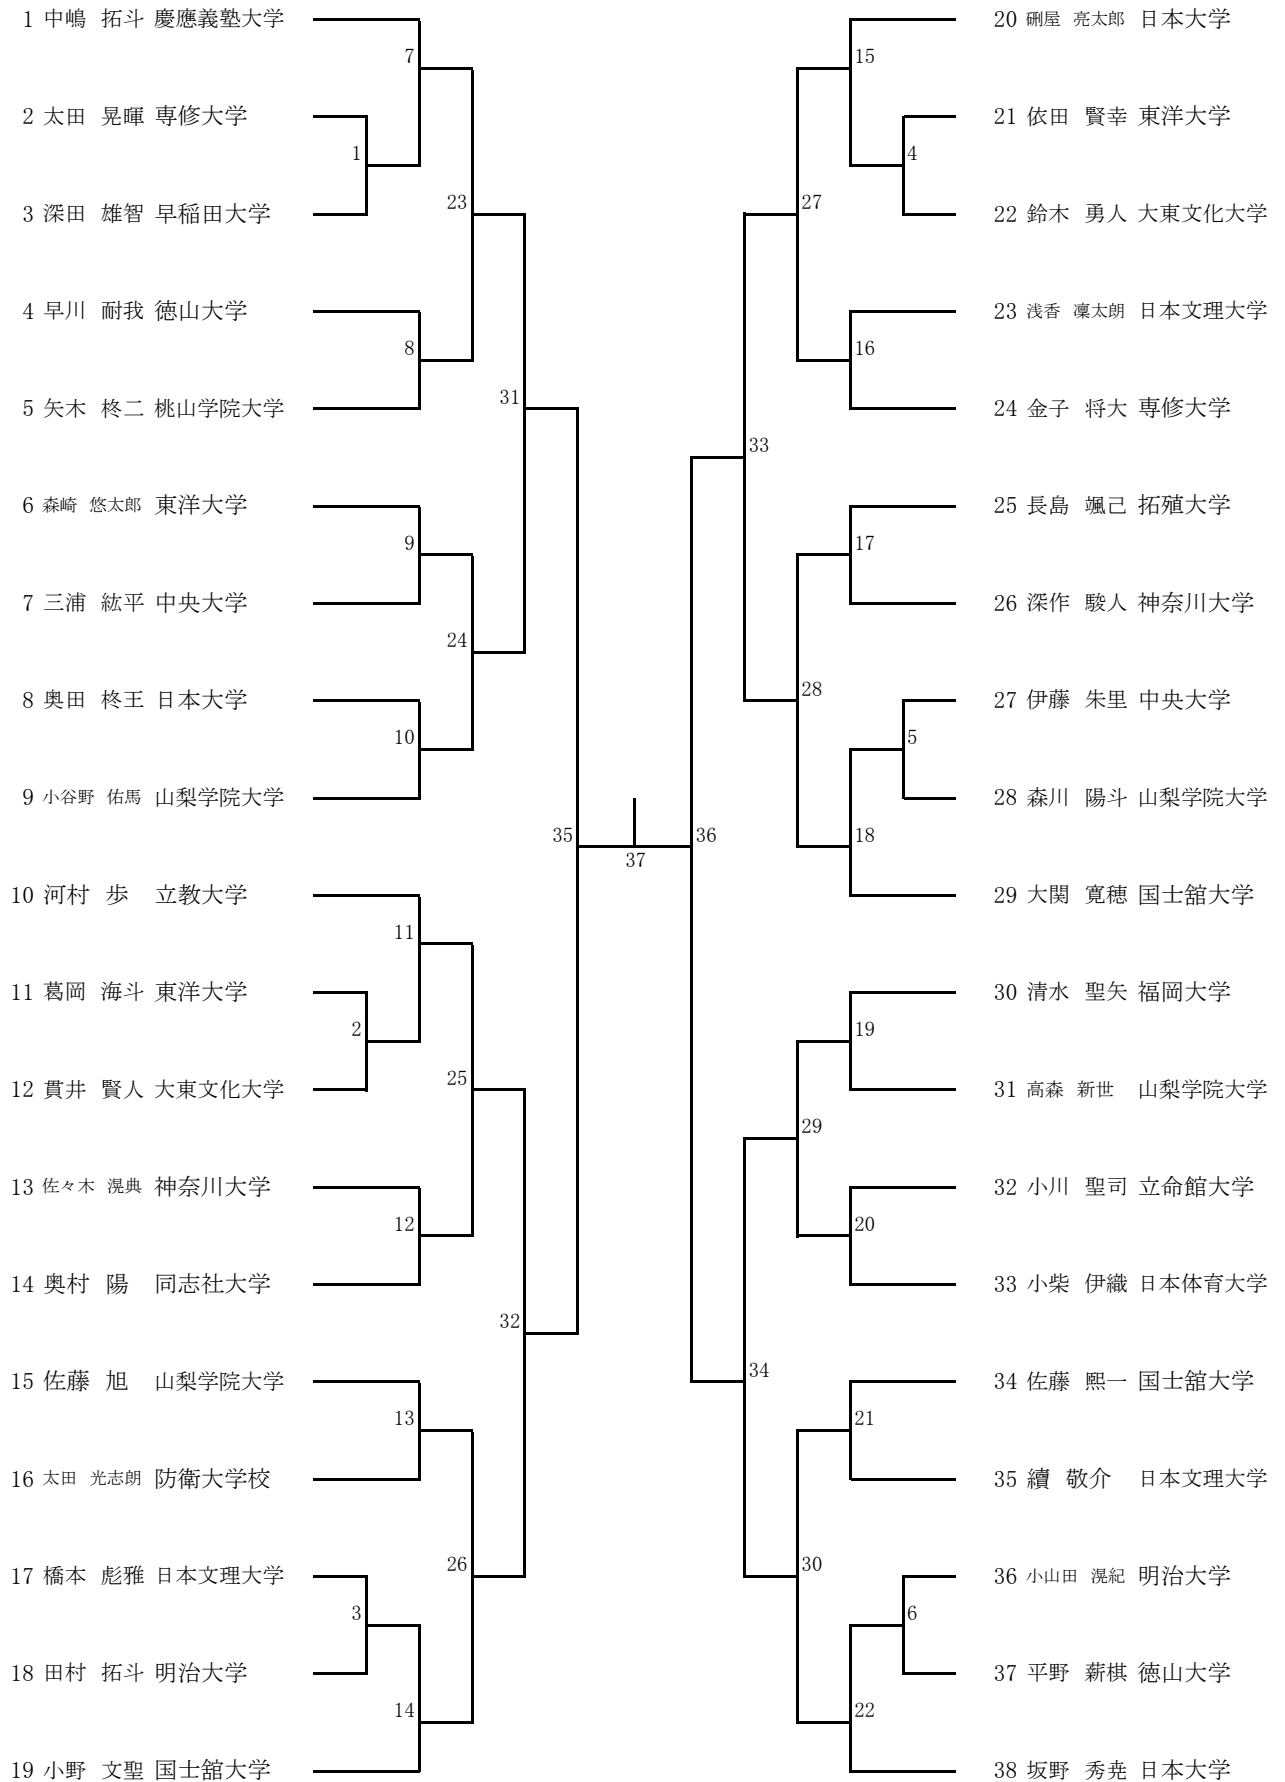 1 中嶋 拓斗 慶應義塾大学
2 太田 晃暉 専修大学
3 深田 雄智 早稲田大学
4 早川 耐我 徳山大学
5 矢木 柊二 桃山学院大学
6 森崎 悠太郎 東洋大学
7 三浦 紘平 中央大学
8 奥田 柊王 日本大学
9 小谷野 佑馬 山梨学院大学
10 河村 歩 立教大学
11 葛岡 海斗 東洋大学
12 貫井 賢人 大東文化大学
13 佐々木 滉典 神奈川大学
14 奥村 陽 同志社大学
15 佐藤 旭 山梨学院大学
16 太田 光志朗 防衛大学校
17 橋本 彪雅 日本文理大学
18 田村 拓斗 明治大学
19 小野 文聖 国士舘大学
7
1
23
8
31
9
24
10
35
11
2
25
12
32
13
26
3
14
37
15
4
27
16
33
17
28
5
18
36
19
29
20
34
21
30
6
22
20 硎屋 亮太郎 日本大学
21 依田 賢幸 東洋大学
22 鈴木 勇人 大東文化大学
23 浅香 凜太朗 日本文理大学
24 金子 将大 専修大学
25 長島 颯己 拓殖大学
26 深作 駿人 神奈川大学
27 伊藤 朱里 中央大学
28 森川 陽斗 山梨学院大学
29 大関 寛穂 国士舘大学
30 清水 聖矢 福岡大学
31 高森 新世 山梨学院大学
32 小川 聖司 立命館大学
33 小柴 伊織 日本体育大学
34 佐藤 熙一 国士舘大学
35 續 敬介 日本文理大学
36 小山田 滉紀 明治大学
37 平野 薪棋 徳山大学
38 坂野 秀尭 日本大学